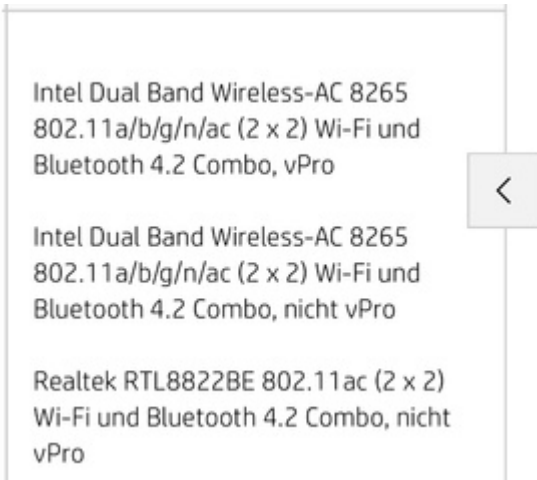 Intel Dual Band Wireless-AC 8265
802.11a/b/g/n/ac (2 x 2) Wi-Fi und
Bluetooth 4.2 Combo, vPro
Intel Dual Band Wireless-AC 8265
802.11a/b/g/n/ac (2 x 2) Wi-Fi und
Bluetooth 4.2 Combo, nicht vPro
Realtek RTL8822BE 802.11ac (2 x 2)
Wi-Fi und Bluetooth 4.2 Combo, nicht
vPro